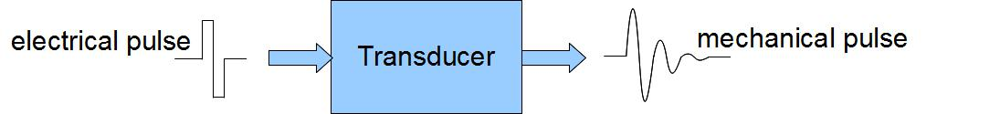 electrical pulse
Transducer
mechanical pulse